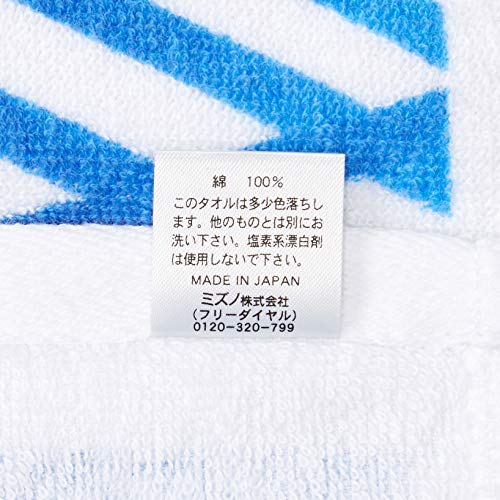 綿 100%
このタオルは多少色落ちし
ます。他のものとは別にお
洗い下さい。塩素系漂白剤
は使用しないで下さい。
MADE IN JAPAN
ミズノ株式会社
(フリーダイヤル)
0120-320-799